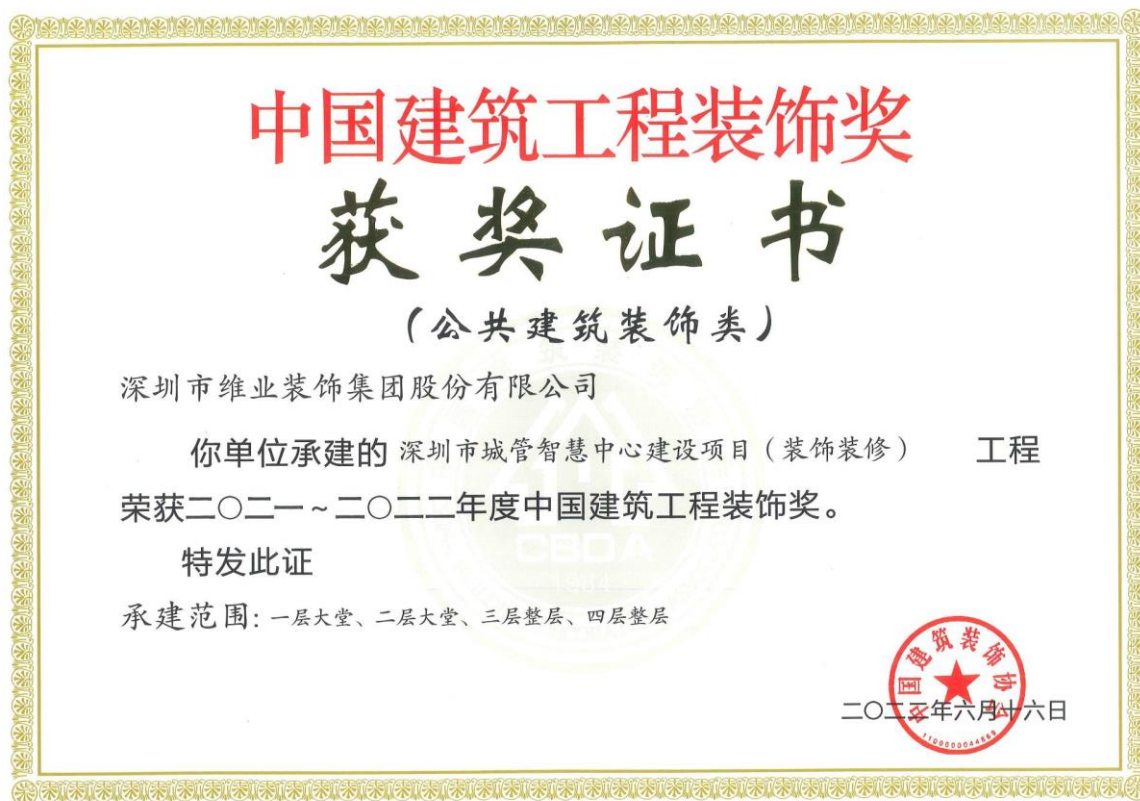 中国建筑工程装饰奖
获奖证书
(公共建筑装饰类)
深圳市维业装饰集团股份有限公司
你单位承建的 深圳市城管智慧中心建设项目(装饰装修) 工程
荣获二〇二一~二〇二二年度中国建筑工程装饰奖。
特发此证
承建范围:一层大堂、二层大堂、三层整层、四层整层
中国建筑装饰协会
二〇二三年六月十六日
CBDA
1984